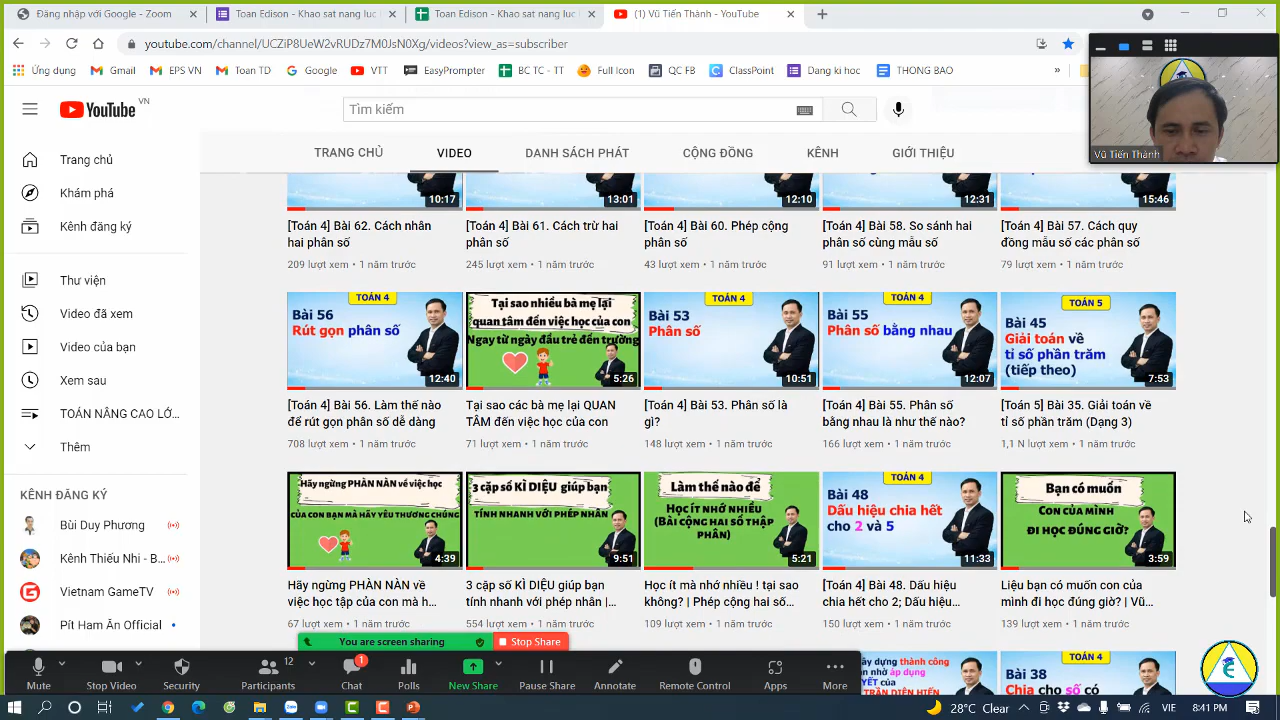 Đăng nhập với Google - Zoom
Toan Edison - Khao sat nang luc
Toan Edison - Khao sat nang luc
(1) Vũ Tiến Thành - YouTube
youtube.com/channel/UCZiP8UeW2vRUDz7M0JsN0Xg/vid
w_as=subscriber
Ứng dụng
Gmail
EPS VN
Toan TD
Google
VTT
EasyPrompter
BC TC - TT
Full Icon
QC FB
ClassPoint
Dang ki hoc
THONG BAO
»
Vũ Tiến Thành
YouTube VN
Tìm kiếm
TRANG CHỦ
VIDEO
DANH SÁCH PHÁT
CỘNG ĐỒNG
KÊNH
GIỚI THIỆU
Trang chủ
Khám phá
Kênh đăng ký
Thư viện
Video đã xem
Video của bạn
Xem sau
TOÁN NÂNG CAO LỚ...
Thêm
KÊNH ĐĂNG KÝ
Bùi Duy Phương
Kênh Thiếu Nhi - B...
Vietnam GameTV
Pít Ham Ăn Official
10:17
13:01
12:10
12:31
15:46
[Toán 4] Bài 62. Cách nhân
hai phân số
209 lượt xem • 1 năm trước
[Toán 4] Bài 61. Cách trừ hai
phân số
245 lượt xem • 1 năm trước
[Toán 4] Bài 60. Phép cộng
phân số
43 lượt xem • 1 năm trước
[Toán 4] Bài 58. So sánh hai
phân số cùng mẫu số
91 lượt xem • 1 năm trước
[Toán 4] Bài 57. Cách quy
đồng mẫu số các phân số
79 lượt xem • 1 năm trước
TOÁN 4
Bài 56
Rút gọn phân số
12:40
Tại sao nhiều bà mẹ lại
quan tâm đến việc học của con
Ngay từ ngày đầu trẻ đến trường
5:26
TOÁN 4
Bài 53
Phân số
10:51
TOÁN 4
Bài 55
Phân số bằng nhau
12:07
TOÁN 5
Bài 45
Giải toán về
tỉ số phần trăm
(tiếp theo)
7:53
[Toán 4] Bài 56. Làm thế nào
để rút gọn phân số dễ dàng
708 lượt xem • 1 năm trước
Tại sao các bà mẹ lại QUAN
TÂM đến việc học của con
71 lượt xem • 1 năm trước
[Toán 4] Bài 53. Phân số là
gì?
148 lượt xem • 1 năm trước
[Toán 4] Bài 55. Phân số
bằng nhau là như thế nào?
166 lượt xem • 1 năm trước
[Toán 5] Bài 35. Giải toán về
tỉ số phần trăm (Dạng 3)
1,1 N lượt xem • 1 năm trước
Hãy ngừng PHÀN NÀN về việc học
CỦA CON BẠN MÀ HÃY YÊU THƯƠNG CHÚNG
4:39
3 cặp số KÌ DIỆU giúp bạn
TÍNH NHANH VỚI PHÉP NHÂN
9:51
Làm thế nào để
Học ít nhớ nhiều
(Bài cộng hai số thập
phân)
5:21
TOÁN 4
Bài 48
Dấu hiệu chia hết
cho 2 và 5
11:33
Bạn có muốn
CON CỦA MÌNH
ĐI HỌC ĐÚNG GIỜ?
3:59
Hãy ngừng PHÀN NÀN về
việc học tập của con mà h...
67 lượt xem • 1 năm trước
3 cặp số KÌ DIỆU giúp bạn
tính nhanh với phép nhân |...
554 lượt xem • 1 năm trước
Học ít mà nhớ nhiều ! tại sao
không? | Phép cộng hai số...
109 lượt xem • 1 năm trước
[Toán 4] Bài 48. Dấu hiệu
chia hết cho 2; Dấu hiệu...
150 lượt xem • 1 năm trước
Liệu bạn có muốn con của
mình đi học đúng giờ? | Vũ...
139 lượt xem • 1 năm trước
You are screen sharing
Stop Share
dựng thành công
nhờ áp dụng
TRẦN DIỆN HIẾN
TOÁN 4
Bài 38
Chia cho số có
Mute
Stop Video
Security
12
Participants
1
Chat
Polls
New Share
Pause Share
Annotate
Remote Control
Apps
More
28°C Clear
VIE
8:41 PM